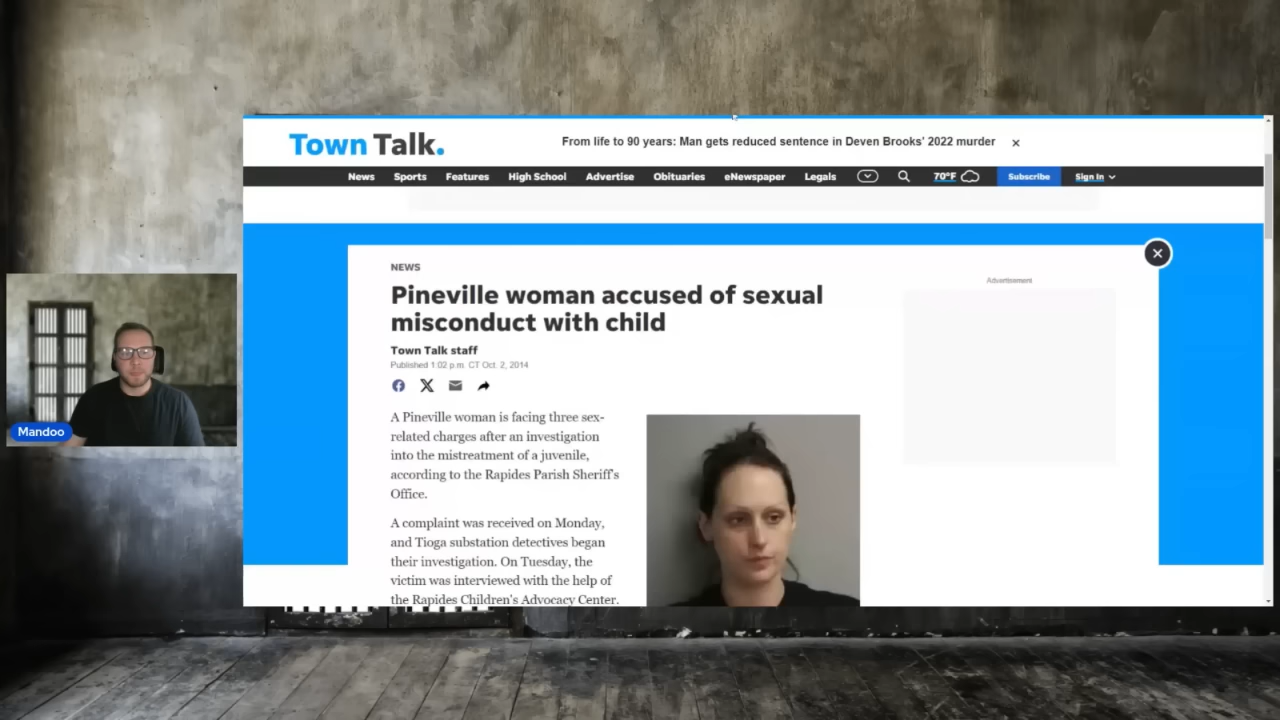 Town Talk.
From life to 90 years: Man gets reduced sentence in Deven Brooks' 2022 murder
News Sports Features High School Advertise Obituaries eNewspaper Legals 70°F Subscribe Sign In
NEWS
Advertisement
Pineville woman accused of sexual
misconduct with child
Town Talk staff
Published 1:02 p.m. CT Oct. 2, 2014
A Pineville woman is facing three sex-
related charges after an investigation
into the mistreatment of a juvenile,
according to the Rapides Parish Sheriff's
Office.
A complaint was received on Monday,
and Tioga substation detectives began
their investigation. On Tuesday, the
victim was interviewed with the help of
the Rapides Children's Advocacy Center.
Mandoo